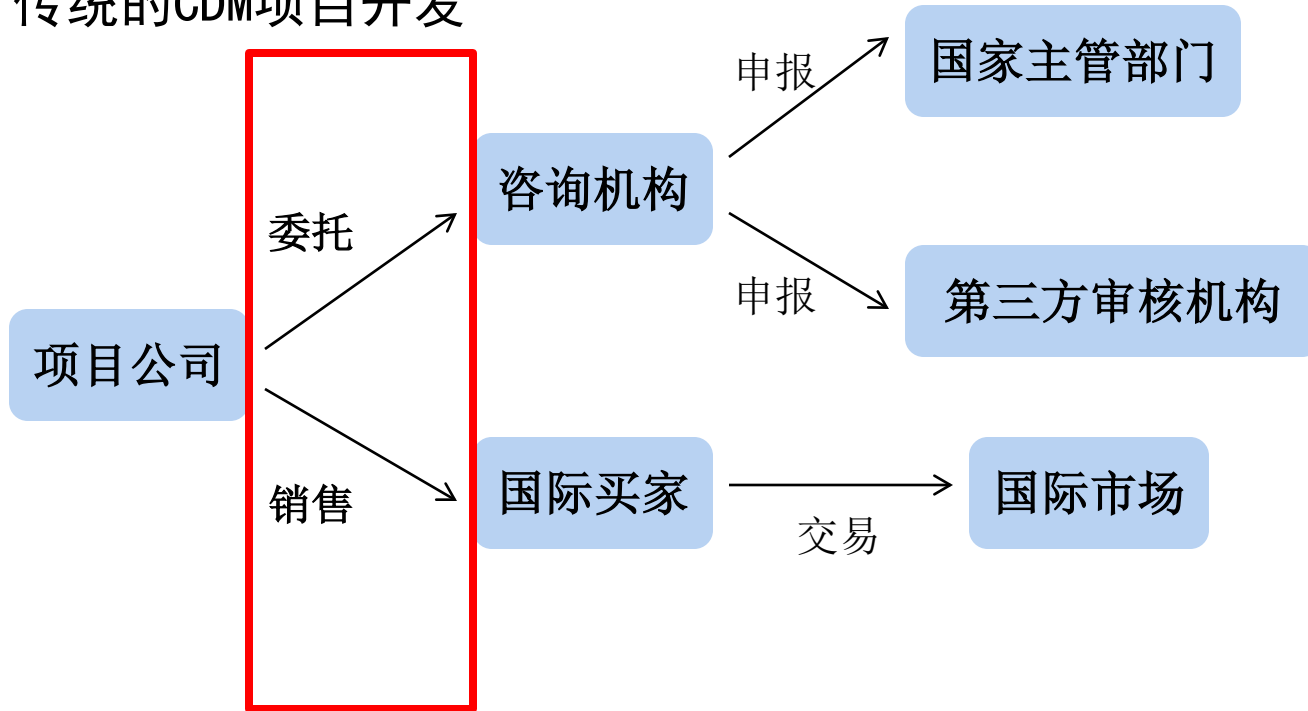 传统的CDM项目开发
国家主管部门
申报
咨询机构
委托
第三方审核机构
申报
项目公司
国际买家
国际市场
销售
交易